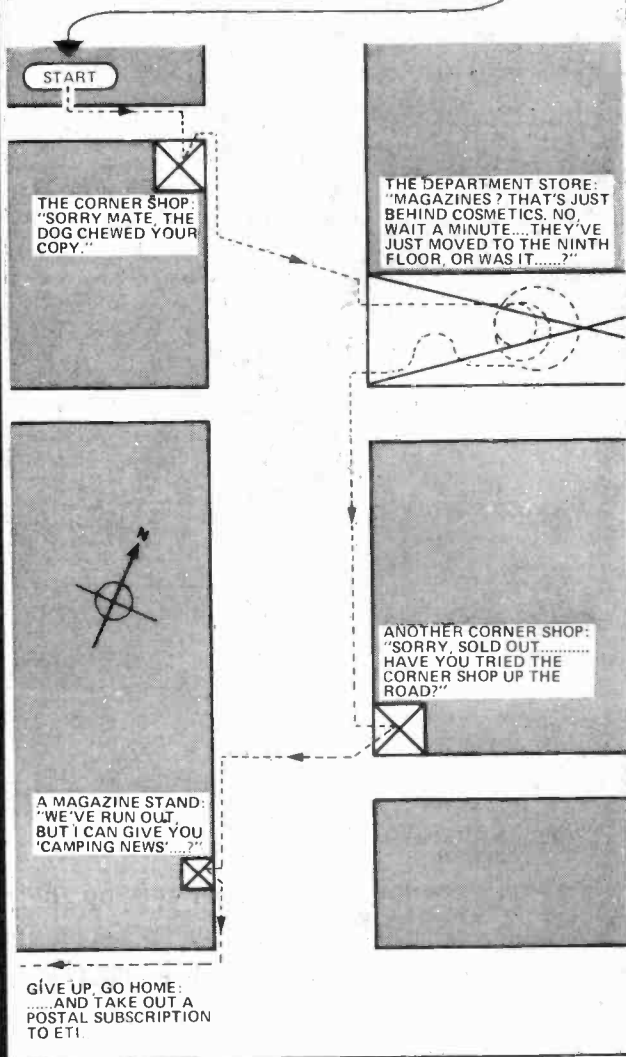 START
THE CORNER SHOP:
"SORRY MATE, THE
DOG CHEWED YOUR
COPY."
THE DEPARTMENT STORE:
"MAGAZINES? THAT'S JUST
BEHIND COSMETICS. NO,
WAIT A MINUTE....THEY'VE
JUST MOVED TO THE NINTH
FLOOR, OR WAS IT......?"
N
ANOTHER CORNER SHOP:
"SORRY, SOLD OUT...........
HAVE YOU TRIED THE
CORNER SHOP UP THE
ROAD?"
A MAGAZINE STAND:
"WE'VE RUN OUT,
BUT I CAN GIVE YOU
'CAMPING NEWS'....?"
GIVE UP, GO HOME:
......AND TAKE OUT A
POSTAL SUBSCRIPTION
TO ETI.